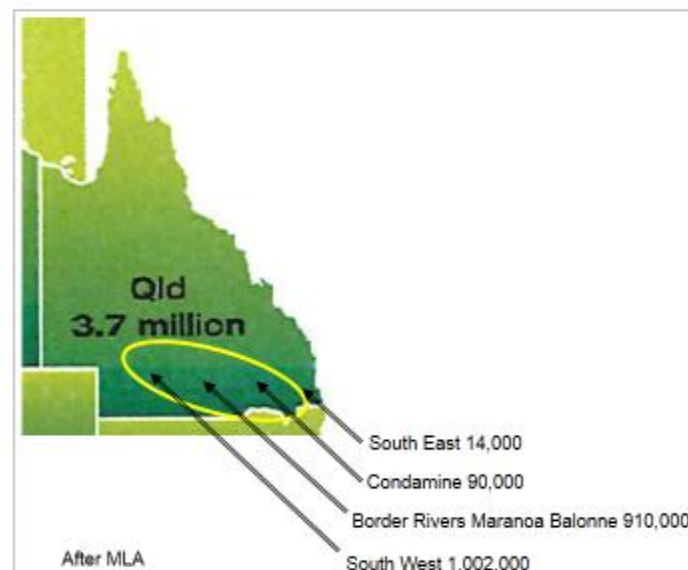 Qld
3.7 million
South East 14,000
Condamine 90,000
Border Rivers Maranoa Balonne 910,000
After MLA
South West 1,002,000